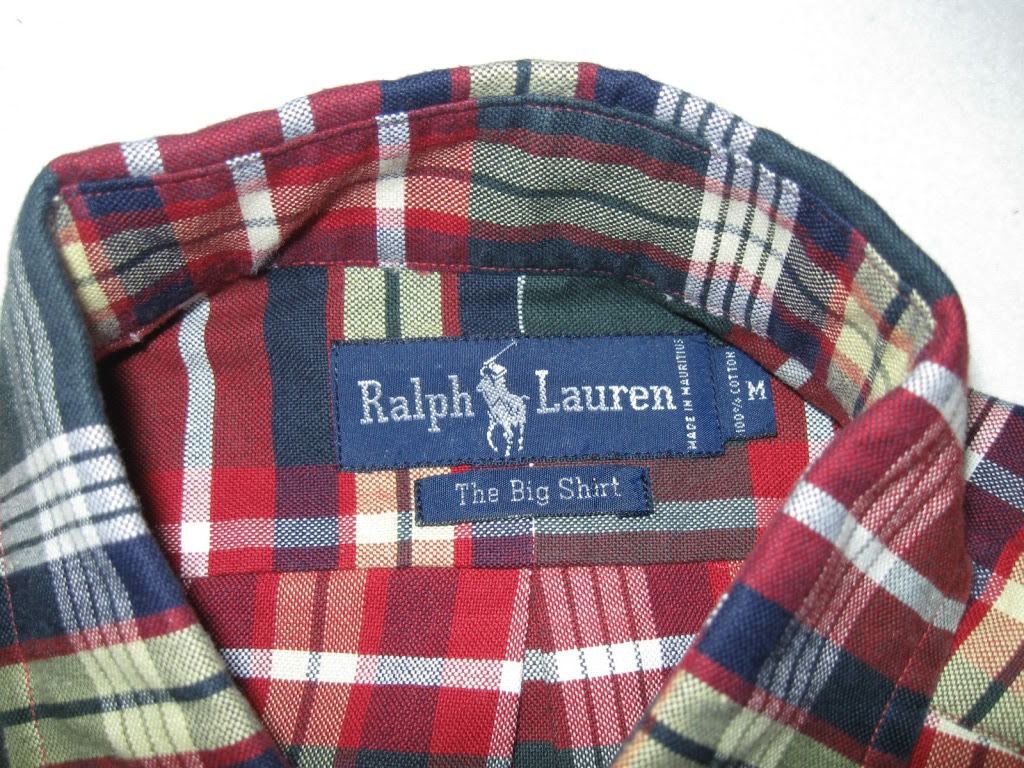 Ralph Lauren
MADE IN MAURITIUS
100% COTTON
M
The Big Shirt